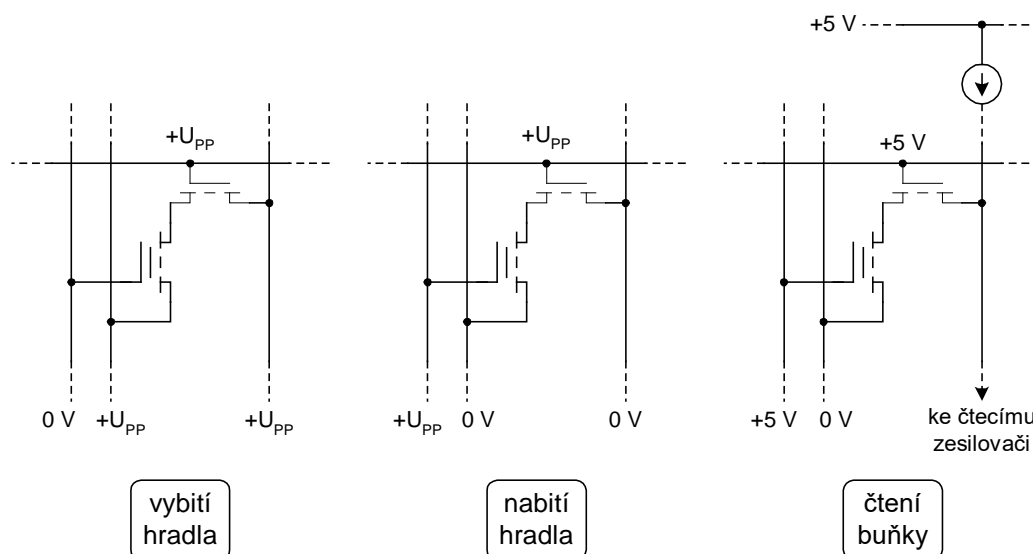 +5 V
+U_PP
+U_PP
+5 V
0 V +U_PP +U_PP
+U_PP 0 V 0 V
+5 V 0 V
ke čtecímu
zesilovači
vybití
hradla
nabití
hradla
čtení
buňky